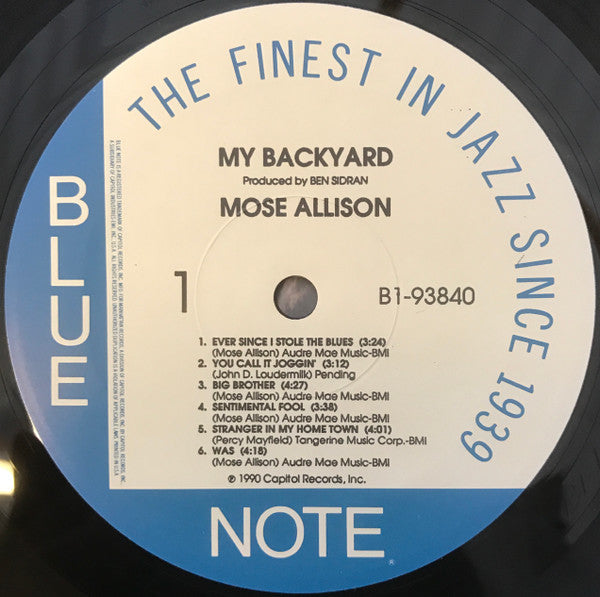 THE FINEST IN JAZZ SINCE 1939
MY BACKYARD
Produced by BEN SIDRAN
MOSE ALLISON
1
B1-93840
1. EVER SINCE I STOLE THE BLUES (3:24)
(Mose Allison) Audre Mae Music-BMI
2. YOU CALL IT JOGGIN' (3:12)
(John D. Loudermilk) Pending
3. BIG BROTHER (4:27)
(Mose Allison) Audre Mae Music-BMI
4. SENTIMENTAL FOOL (3:38)
(Mose Allison) Audre Mae Music-BMI
5. STRANGER IN MY HOME TOWN (4:01)
(Percy Mayfield) Tangerine Music Corp.-BMI
6. WAS (4:18)
(Mose Allison) Audre Mae Music-BMI
℗ 1990 Capitol Records, Inc.
BLUE
NOTE®